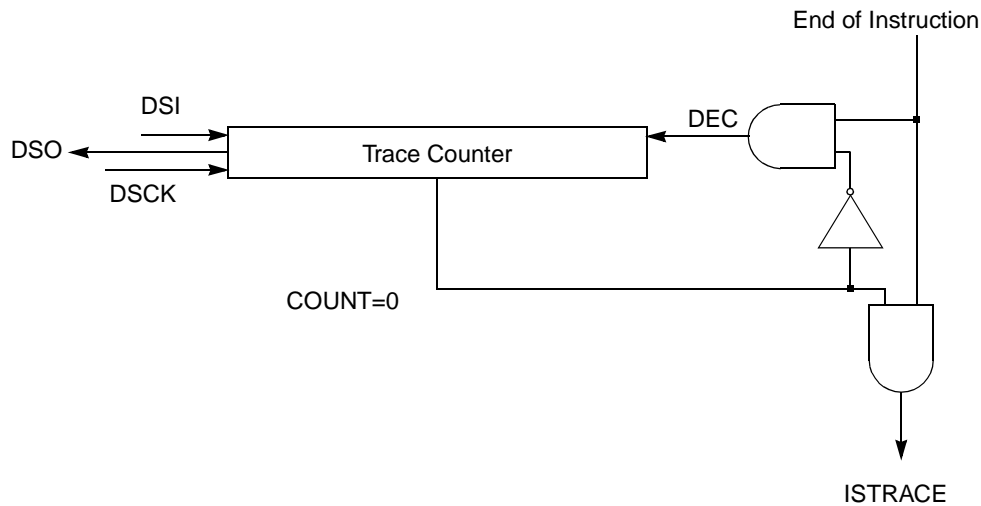 End of Instruction
DSI
DEC
DSO
Trace Counter
DSCK
COUNT=0
ISTRACE